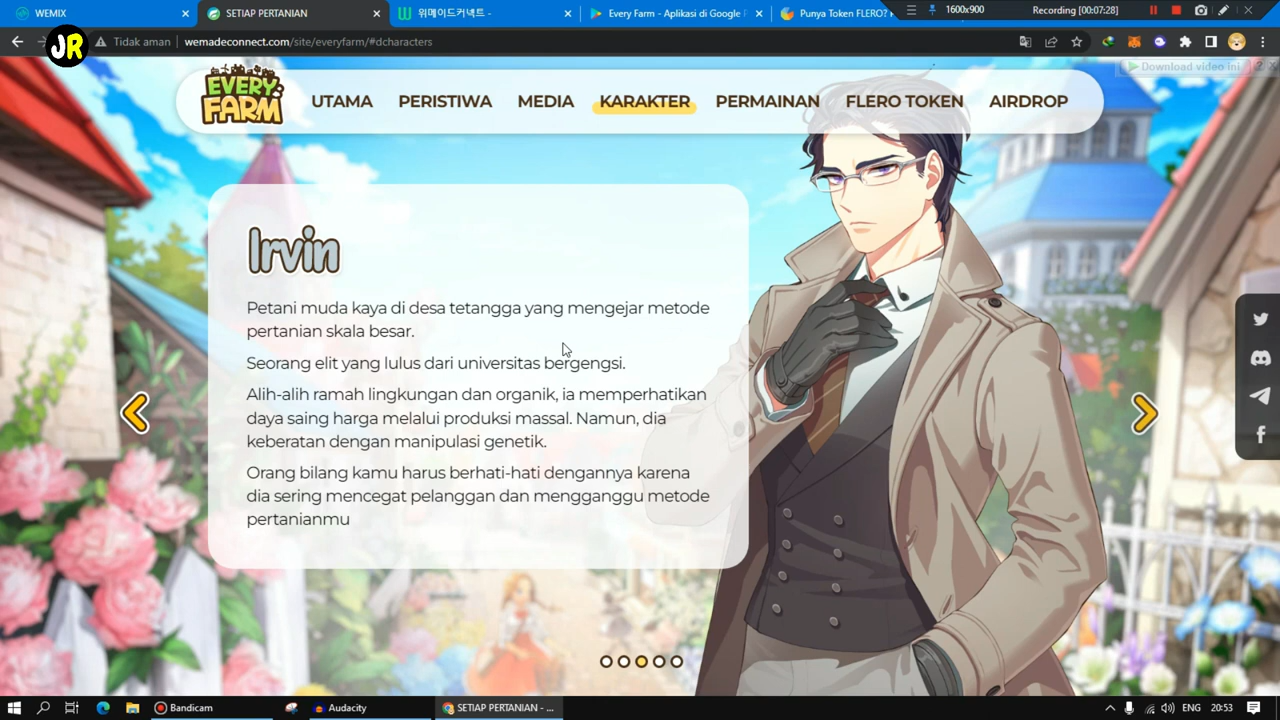 WEMIX
SETIAP PERTANIAN
위메이드커넥트 -
Every Farm - Aplikasi di Google
Punya Token FLERO?
1600x900
Recording [00:07:28]
JR
Tidak aman
wemadeconnect.com/site/everyfarm/#dcharacters
Download video ini
EVERY
FARM
UTAMA
PERISTIWA
MEDIA
KARAKTER
PERMAINAN
FLERO TOKEN
AIRDROP
Irvin
Petani muda kaya di desa tetangga yang mengejar metode
pertanian skala besar.
Seorang elit yang lulus dari universitas bergengsi.
Alih-alih ramah lingkungan dan organik, ia memperhatikan
daya saing harga melalui produksi massal. Namun, dia
keberatan dengan manipulasi genetik.
Orang bilang kamu harus berhati-hati dengannya karena
dia sering mencegat pelanggan dan mengganggu metode
pertanianmu
Bandicam
Audacity
SETIAP PERTANIAN - ...
ENG
20:53